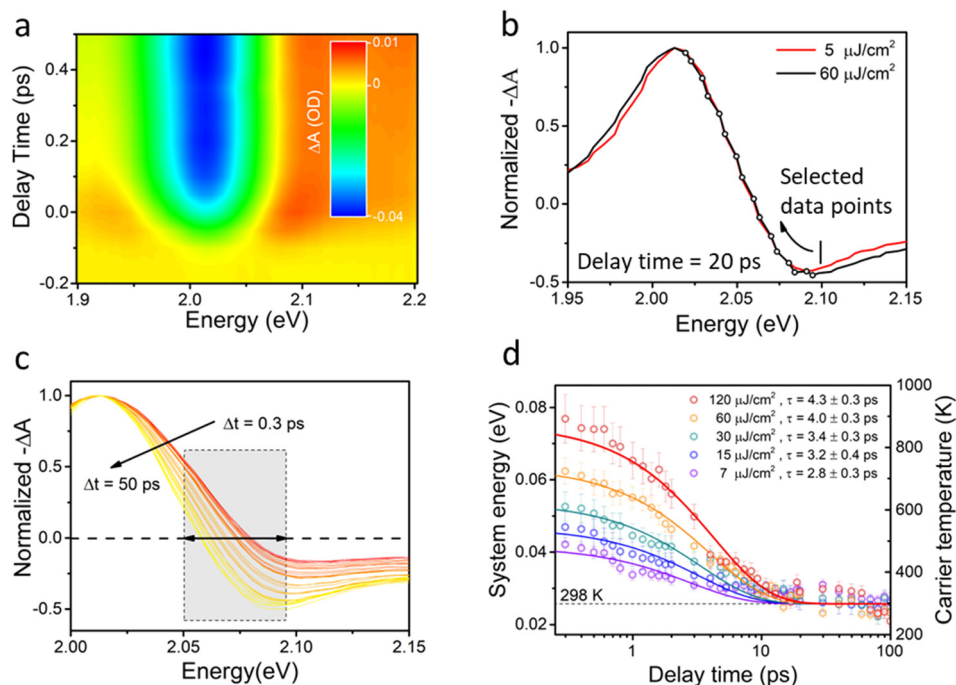 a
Delay Time (ps)
0.4
0.2
0.0
-0.2
1.9
2.0
2.1
2.2
Energy (eV)
ΔA (OD)
0.01
0
-0.04
b
Normalized -ΔA
1.0
0.5
0.0
-0.5
1.95
2.00
2.05
2.10
2.15
Energy (eV)
5 μJ/cm²
60 μJ/cm²
Selected
data points
Delay time = 20 ps
c
Normalized -ΔA
1.0
0.5
0.0
-0.5
2.00
2.05
2.10
2.15
Energy(eV)
Δt = 0.3 ps
Δt = 50 ps
d
System energy (eV)
0.08
0.06
0.04
0.02
1
10
100
Delay time (ps)
1000
800
600
400
200
Carrier temperature (K)
120 μJ/cm² , τ = 4.3 ± 0.3 ps
60 μJ/cm² , τ = 4.0 ± 0.3 ps
30 μJ/cm² , τ = 3.4 ± 0.3 ps
15 μJ/cm² , τ = 3.2 ± 0.4 ps
7 μJ/cm² , τ = 2.8 ± 0.3 ps
298 K